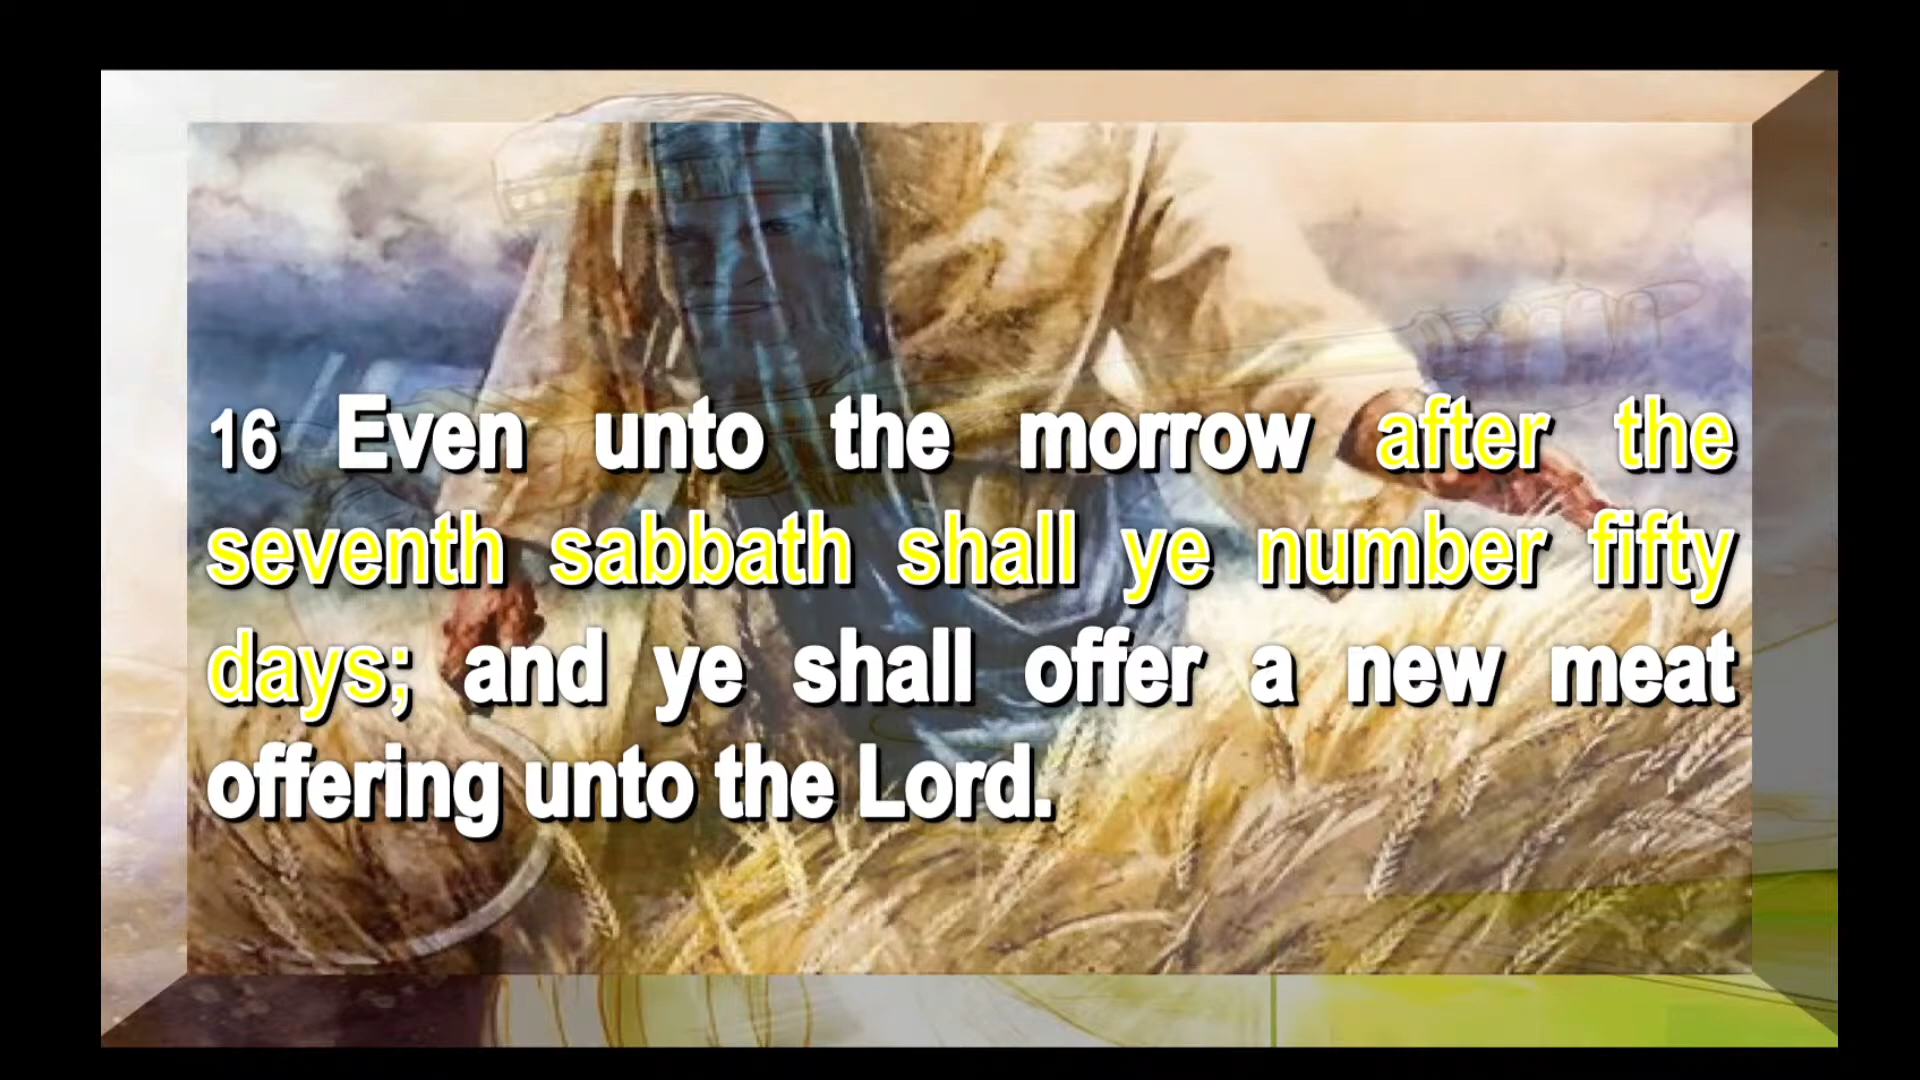 16 Even unto the morrow after the
seventh sabbath shall ye number fifty
days; and ye shall offer a new meat
offering unto the Lord.